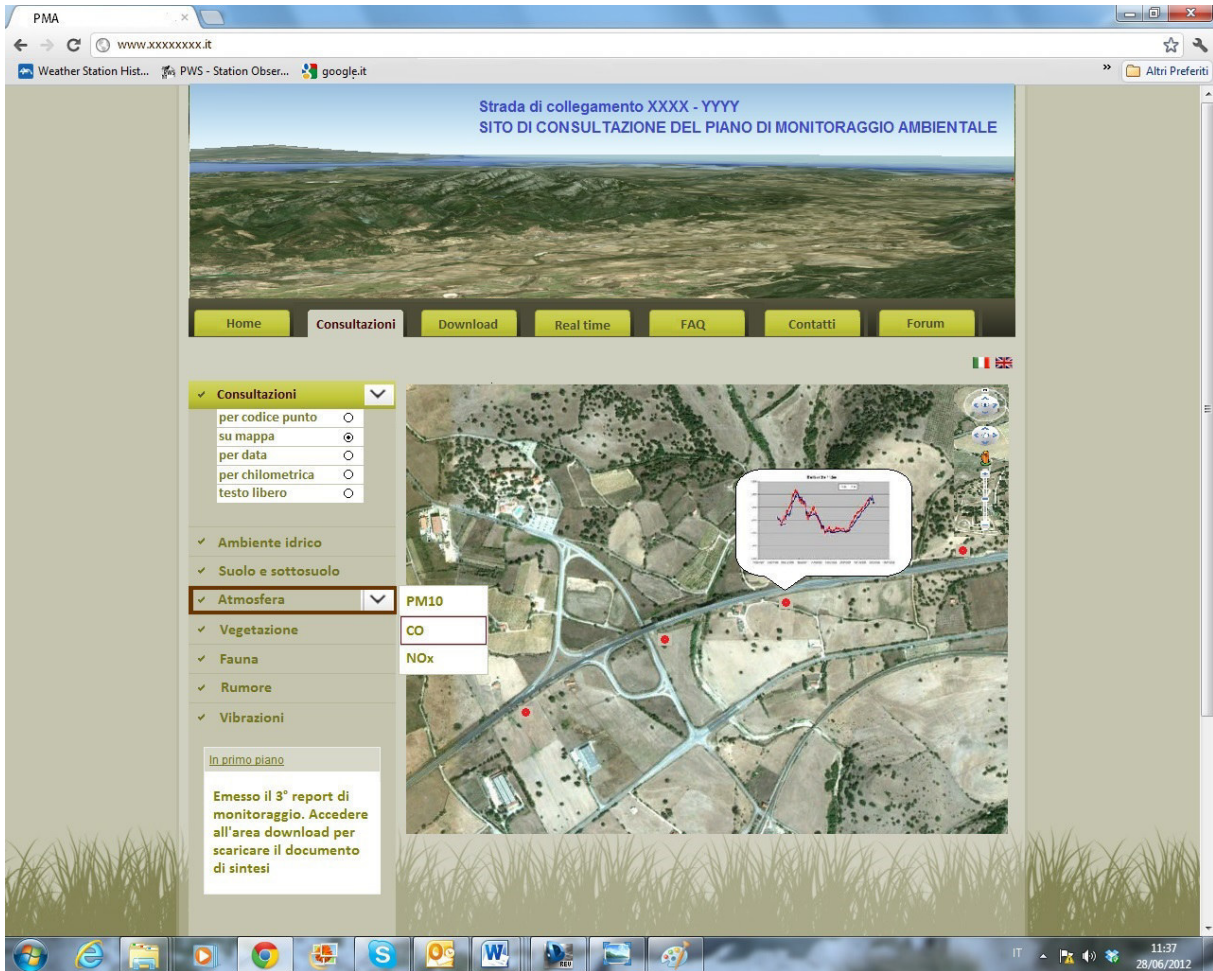 PMA
www.xxxxxxxx.it
Weather Station Hist...
PWS - Station Obser...
google.it
»
Altri Preferiti
Strada di collegamento XXXX - YYYY
SITO DI CONSULTAZIONE DEL PIANO DI MONITORAGGIO AMBIENTALE
Home
Consultazioni
Download
Real time
FAQ
Contatti
Forum
Consultazioni
per codice punto
su mappa
per data
per chilometrica
testo libero
Ambiente idrico
Suolo e sottosuolo
Atmosfera
PM10
CO
NOx
Vegetazione
Fauna
Rumore
Vibrazioni
In primo piano
Emesso il 3° report di
monitoraggio. Accedere
all'area download per
scaricare il documento
di sintesi
IT
11:37
28/06/2012